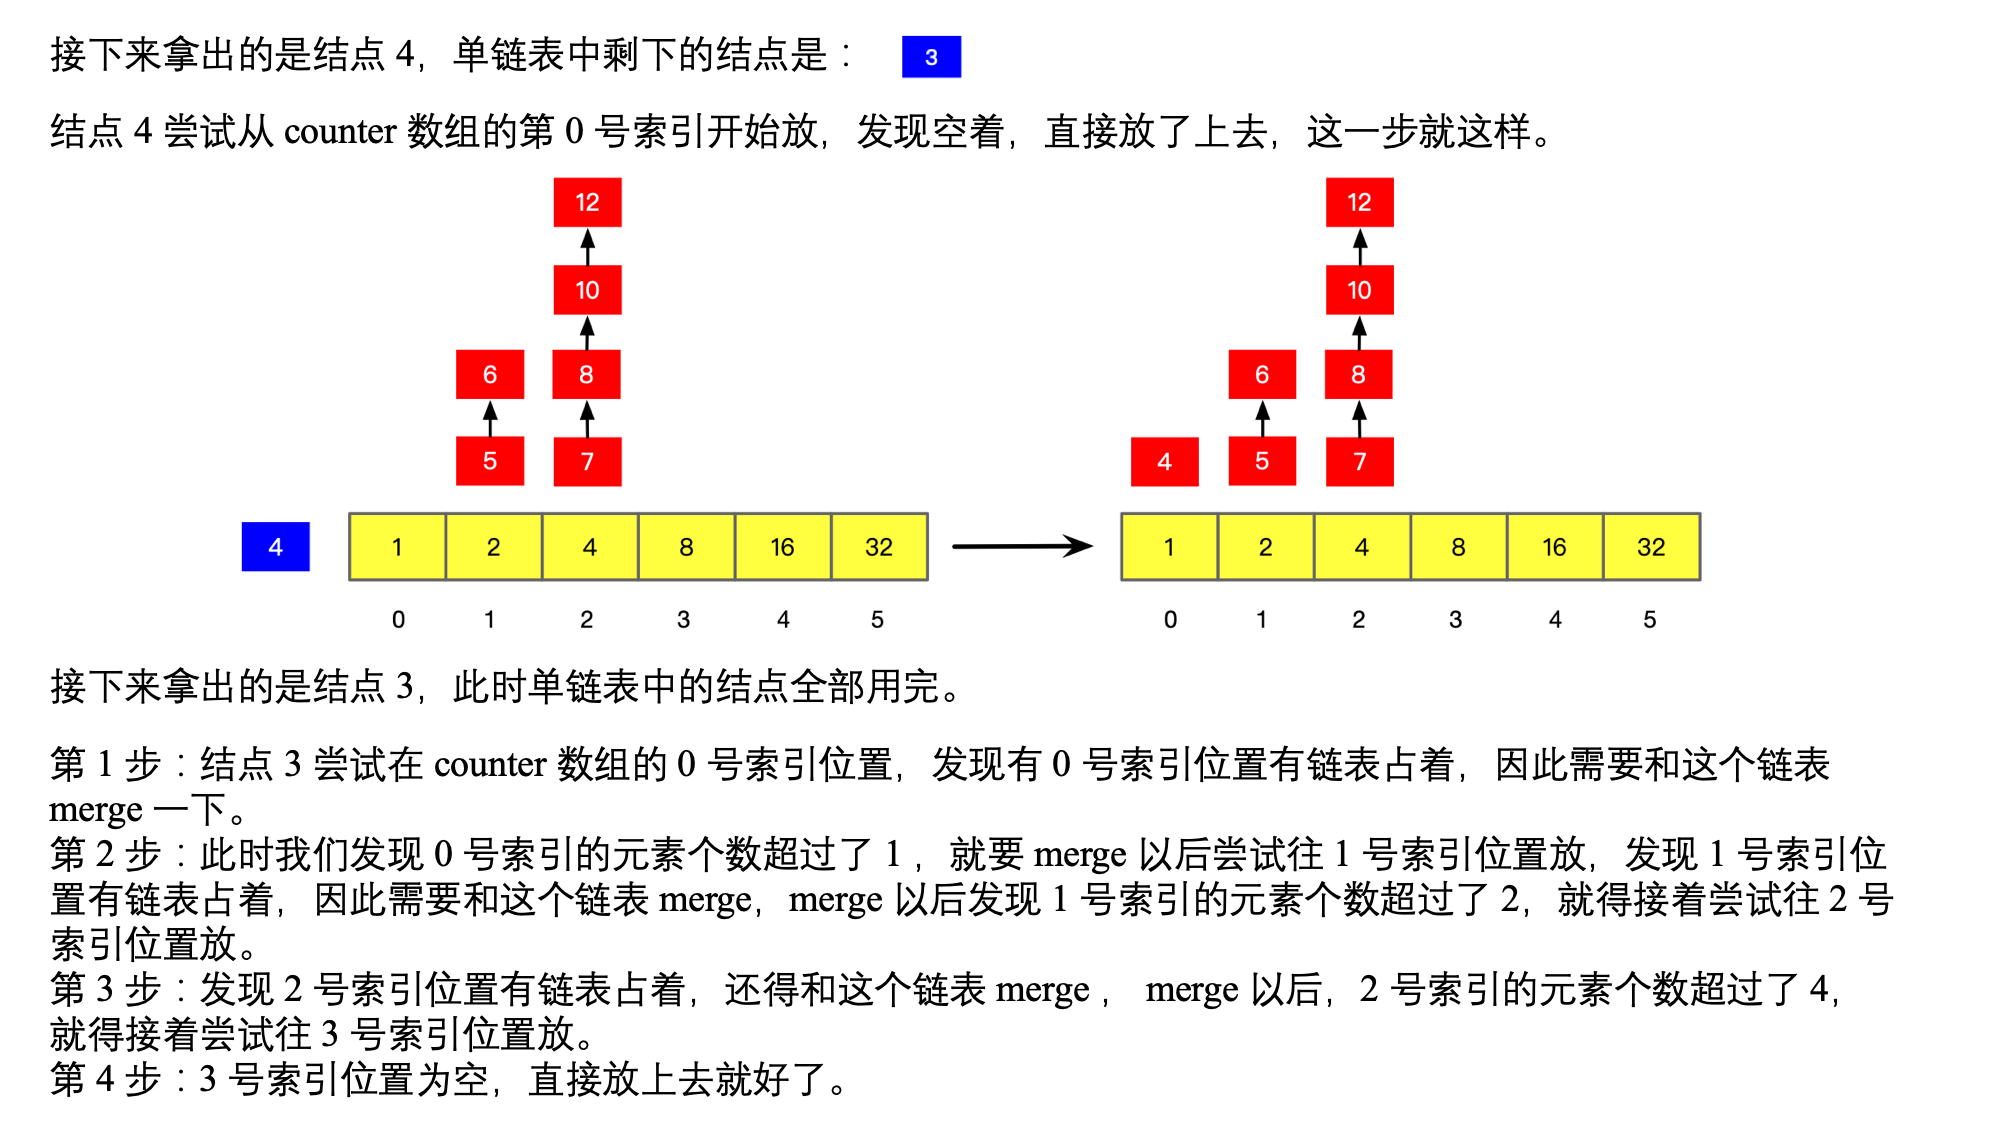 接下来拿出的是结点 4，单链表中剩下的结点是： 3
结点 4 尝试从 counter 数组的第 0 号索引开始放，发现空着，直接放了上去，这一步就这样。
12 12
10 10
6 8 6 8
5 7 4 5 7
4 1 2 4 8 16 32 1 2 4 8 16 32
0 1 2 3 4 5 0 1 2 3 4 5
接下来拿出的是结点 3，此时单链表中的结点全部用完。
第 1 步：结点 3 尝试在 counter 数组的 0 号索引位置，发现有 0 号索引位置有链表占着，因此需要和这个链表
merge 一下。
第 2 步：此时我们发现 0 号索引的元素个数超过了 1 ，就要 merge 以后尝试往 1 号索引位置放，发现 1 号索引位
置有链表占着，因此需要和这个链表 merge，merge 以后发现 1 号索引的元素个数超过了 2，就得接着尝试往 2 号
索引位置放。
第 3 步：发现 2 号索引位置有链表占着，还得和这个链表 merge ， merge 以后，2 号索引的元素个数超过了 4，
就得接着尝试往 3 号索引位置放。
第 4 步：3 号索引位置为空，直接放上去就好了。